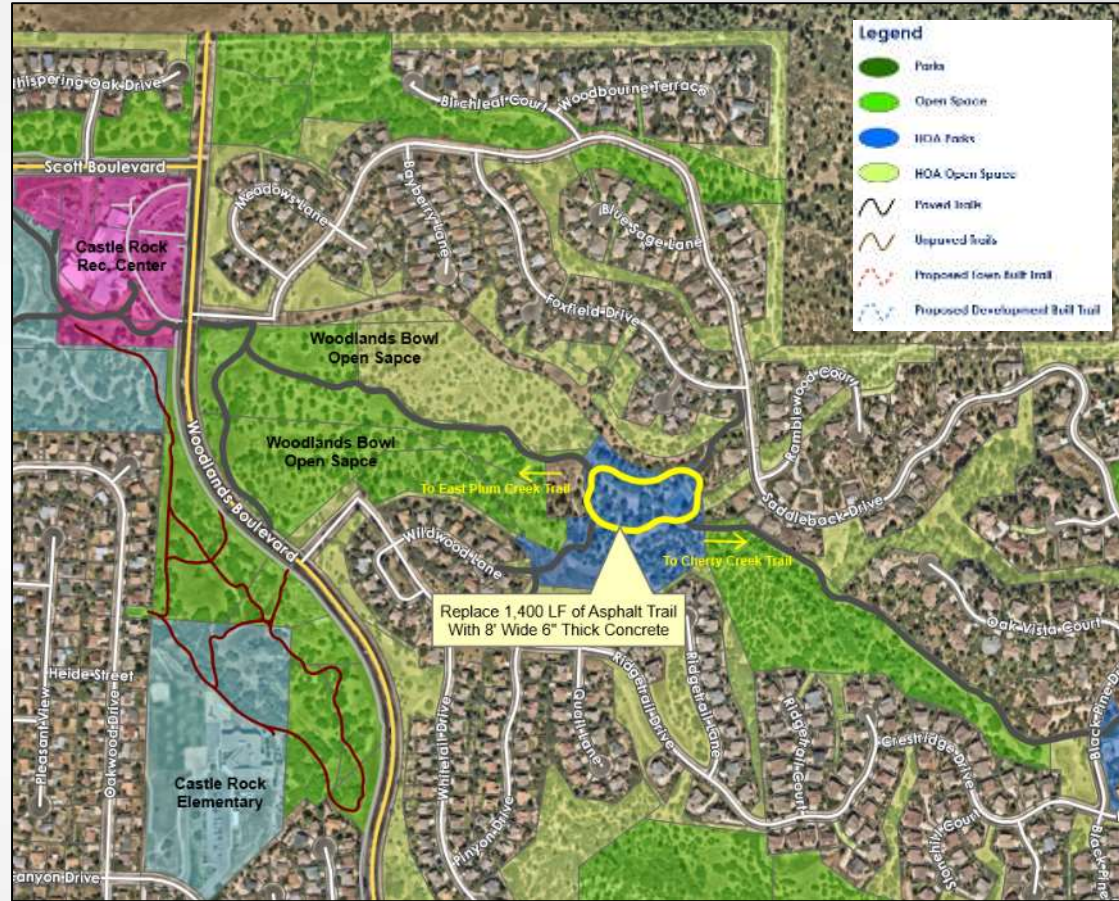 Legend
Parks
Open Space
HOA Parks
HOA Open Space
Paved Trails
Unpaved Trails
Proposed Town Built Trail
Proposed Development Built Trail
Whispering Oak Drive
Birchleaf Court
Woodbourne Terrace
Scott Boulevard
Meadows Lane
Bayberry Lane
Blue Sage Lane
Castle Rock
Rec. Center
Foxfield Drive
Woodlands Bowl
Open Sapce
Ramblewood Court
Woodlands Bowl
Open Sapce
Woodlands Boulevard
To East Plum Creek Trail
Saddleback Drive
Wildwood Lane
To Cherry Creek Trail
Replace 1,400 LF of Asphalt Trail
With 8' Wide 6" Thick Concrete
Oak Vista Court
Heide Street
Pleasant View
Oakwood Drive
Whitetail Drive
Quail Lane
Ridgetrail Drive
Ridgetrail Lane
Ridgetrail Court
Crestridge Drive
Black Pine
Castle Rock
Elementary
Pinyon Drive
Stonehill Court
Black Pine
Canyon Drive